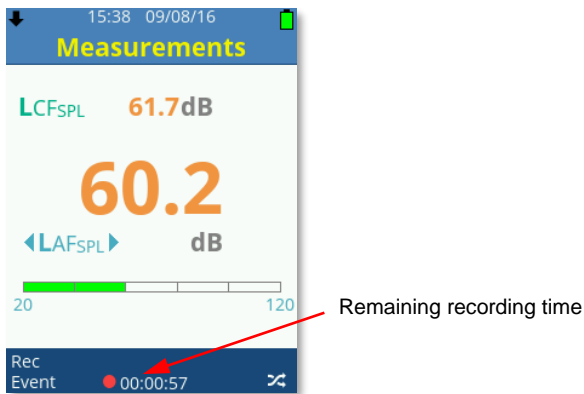 15:38 09/08/16
Measurements
LCFSPL 61.7dB
60.2
LAFSPL dB
20 120
Remaining recording time
Rec
Event 00:00:57